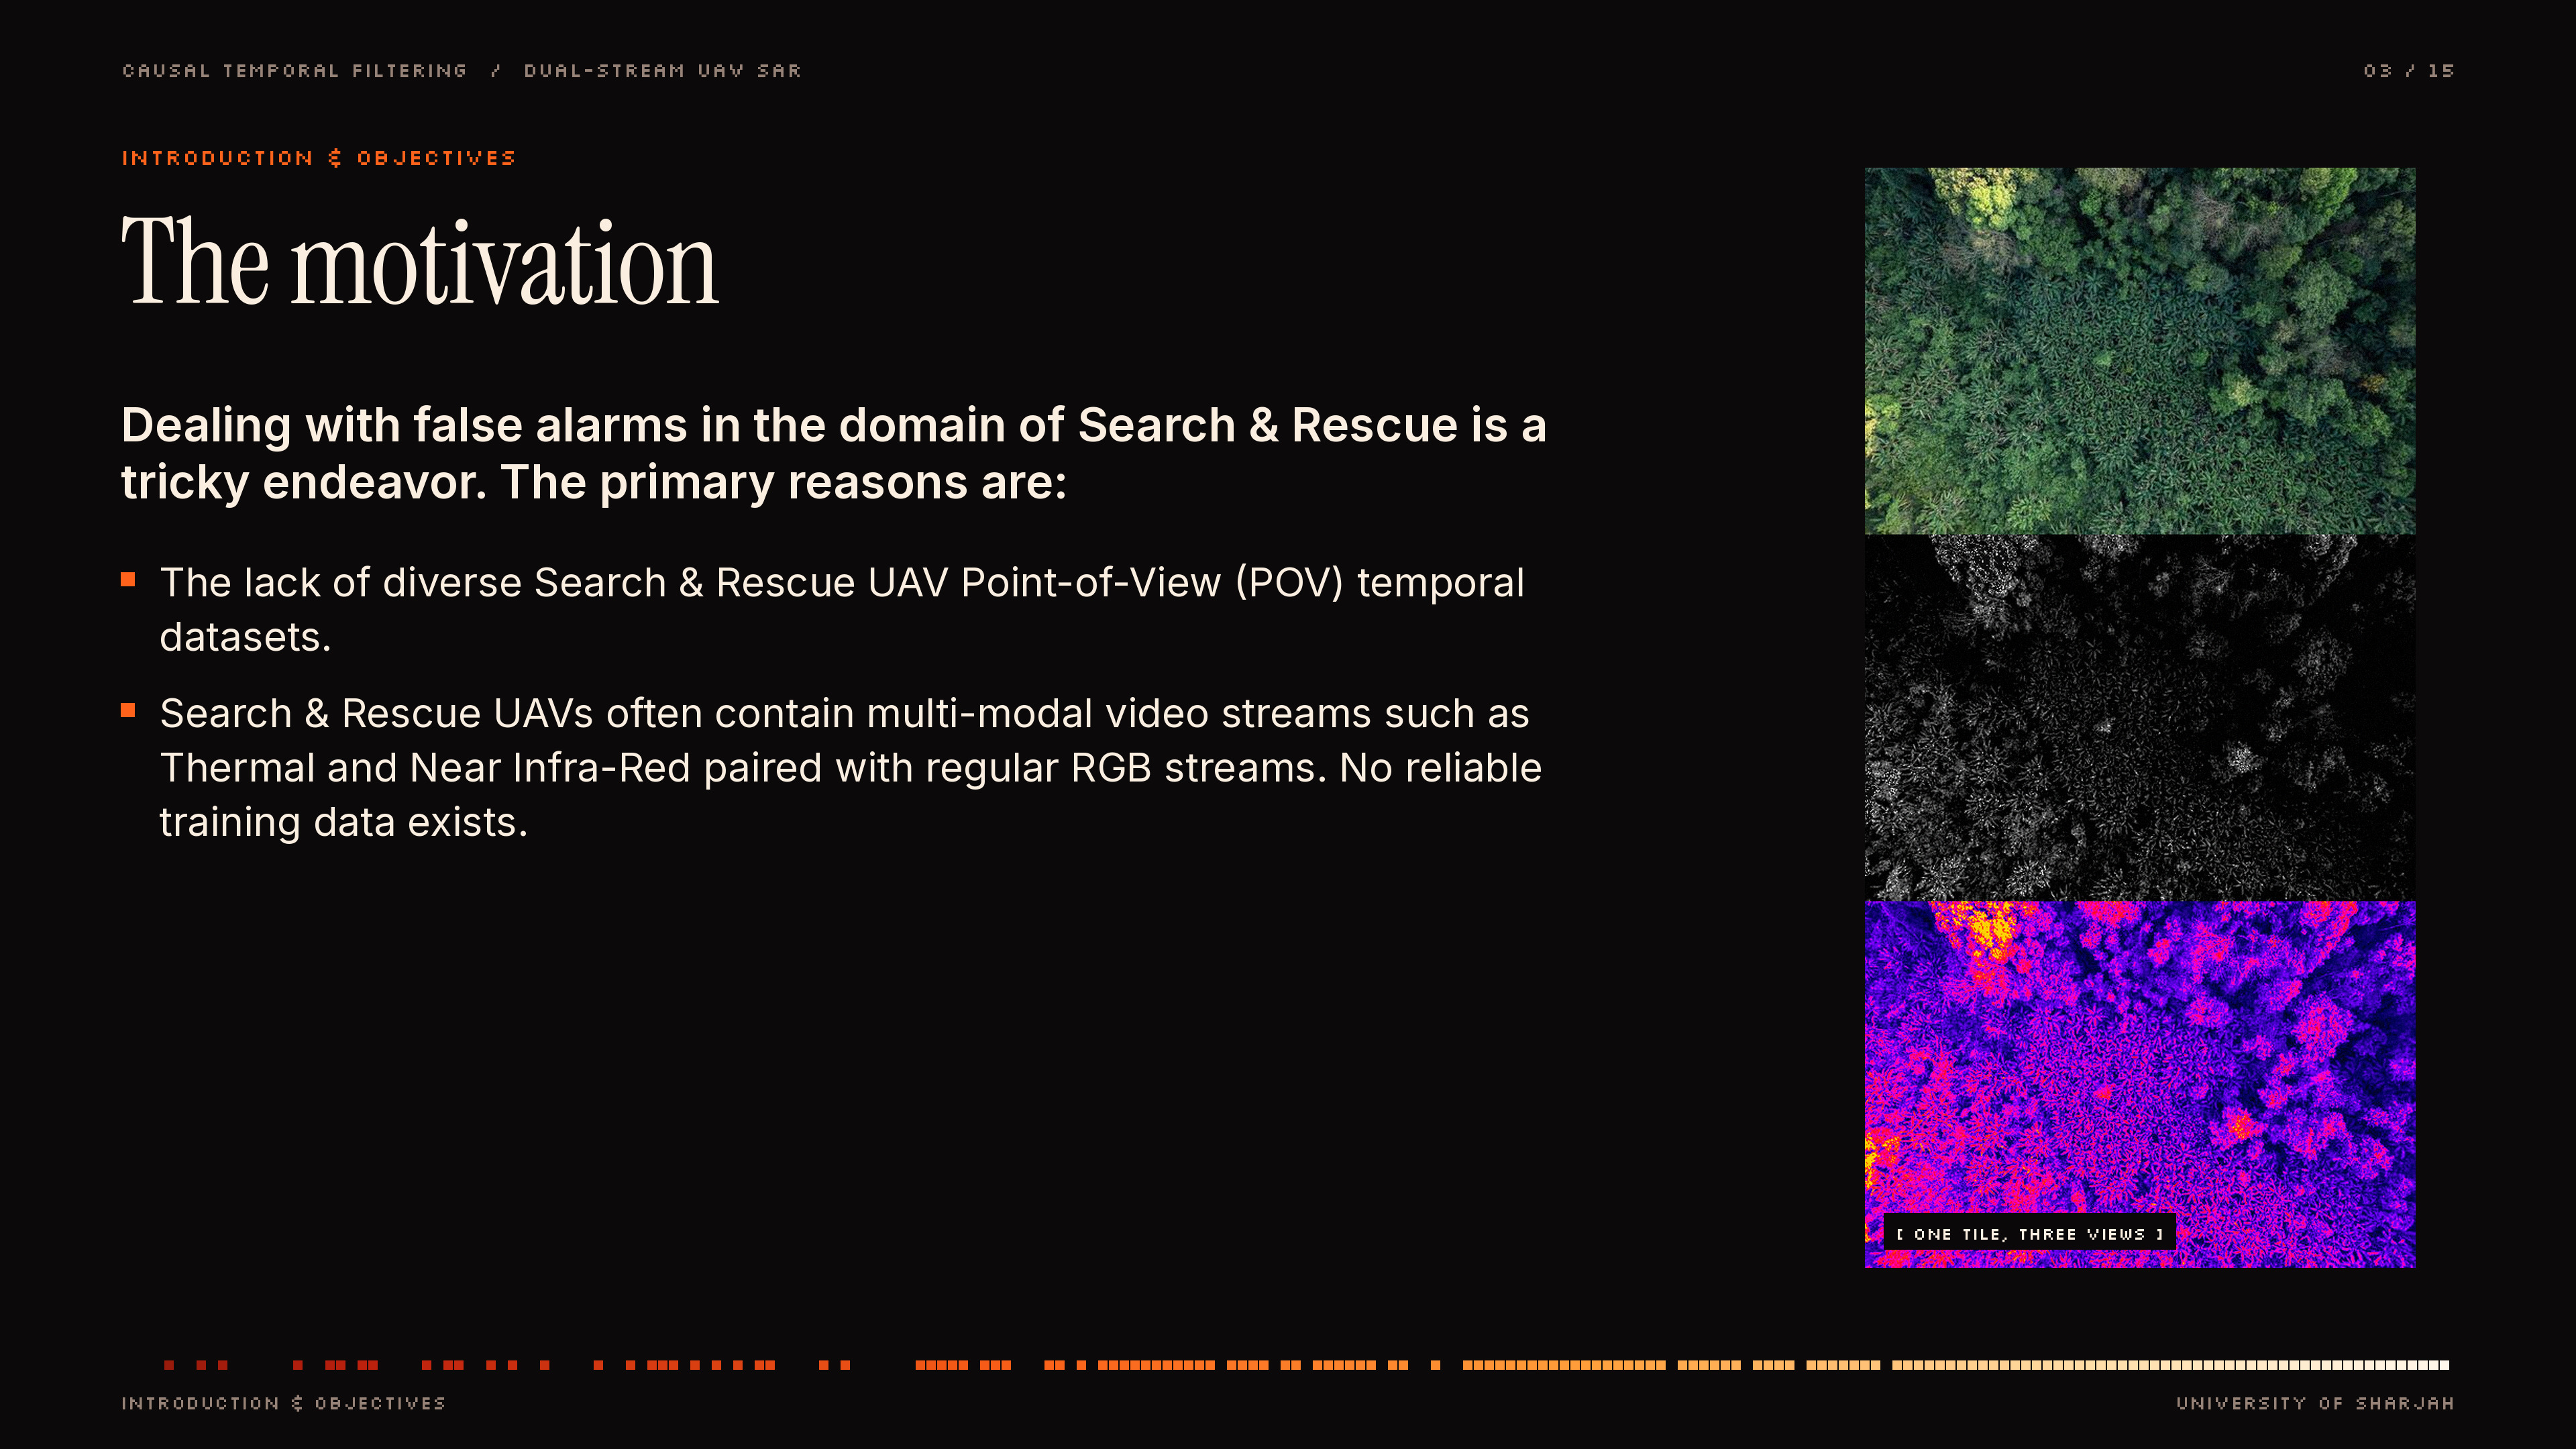 CAUSAL TEMPORAL FILTERING / DUAL-STREAM UAV SAR
03 / 15
INTRODUCTION & OBJECTIVES
The motivation
Dealing with false alarms in the domain of Search & Rescue is a
tricky endeavor. The primary reasons are:
The lack of diverse Search & Rescue UAV Point-of-View (POV) temporal
datasets.
Search & Rescue UAVs often contain multi-modal video streams such as
Thermal and Near Infra-Red paired with regular RGB streams. No reliable
training data exists.
[ ONE TILE, THREE VIEWS ]
INTRODUCTION & OBJECTIVES
UNIVERSITY OF SHARJAH